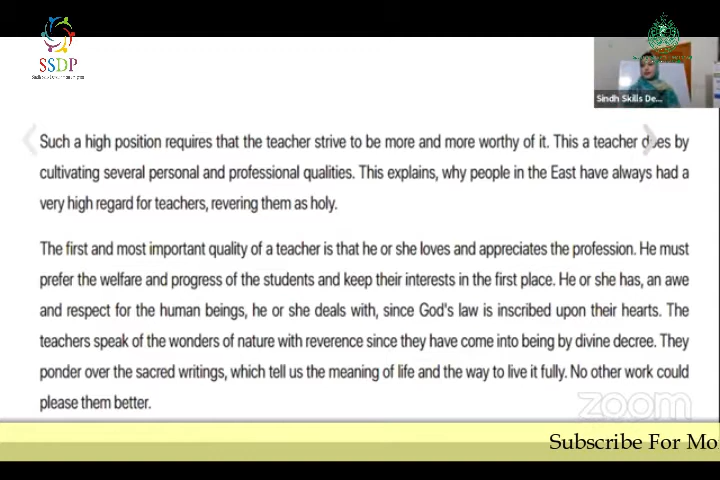 SSDP
Sindh Skills De...
Such a high position requires that the teacher strive to be more and more worthy of it. This a teacher does by
cultivating several personal and professional qualities. This explains, why people in the East have always had a
very high regard for teachers, revering them as holy.
The first and most important quality of a teacher is that he or she loves and appreciates the profession. He must
prefer the welfare and progress of the students and keep their interests in the first place. He or she has, an awe
and respect for the human beings, he or she deals with, since God's law is inscribed upon their hearts. The
teachers speak of the wonders of nature with reverence since they have come into being by divine decree. They
ponder over the sacred writings, which tell us the meaning of life and the way to live it fully. No other work could
please them better.
zoom
Subscribe For Mo